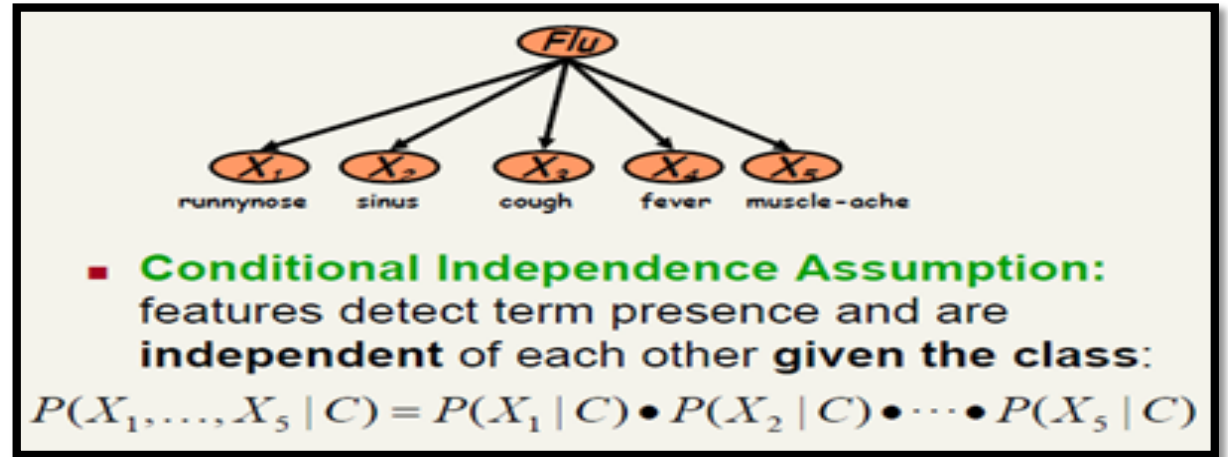 Flu
X₁ X₂ X₃ X₄ X₅
runnynose sinus cough fever muscle-ache
▪ Conditional Independence Assumption:
features detect term presence and are
independent of each other given the class:
P(X₁,…,X₅ | C) = P(X₁ | C) • P(X₂ | C) • ⋯ • P(X₅ | C)